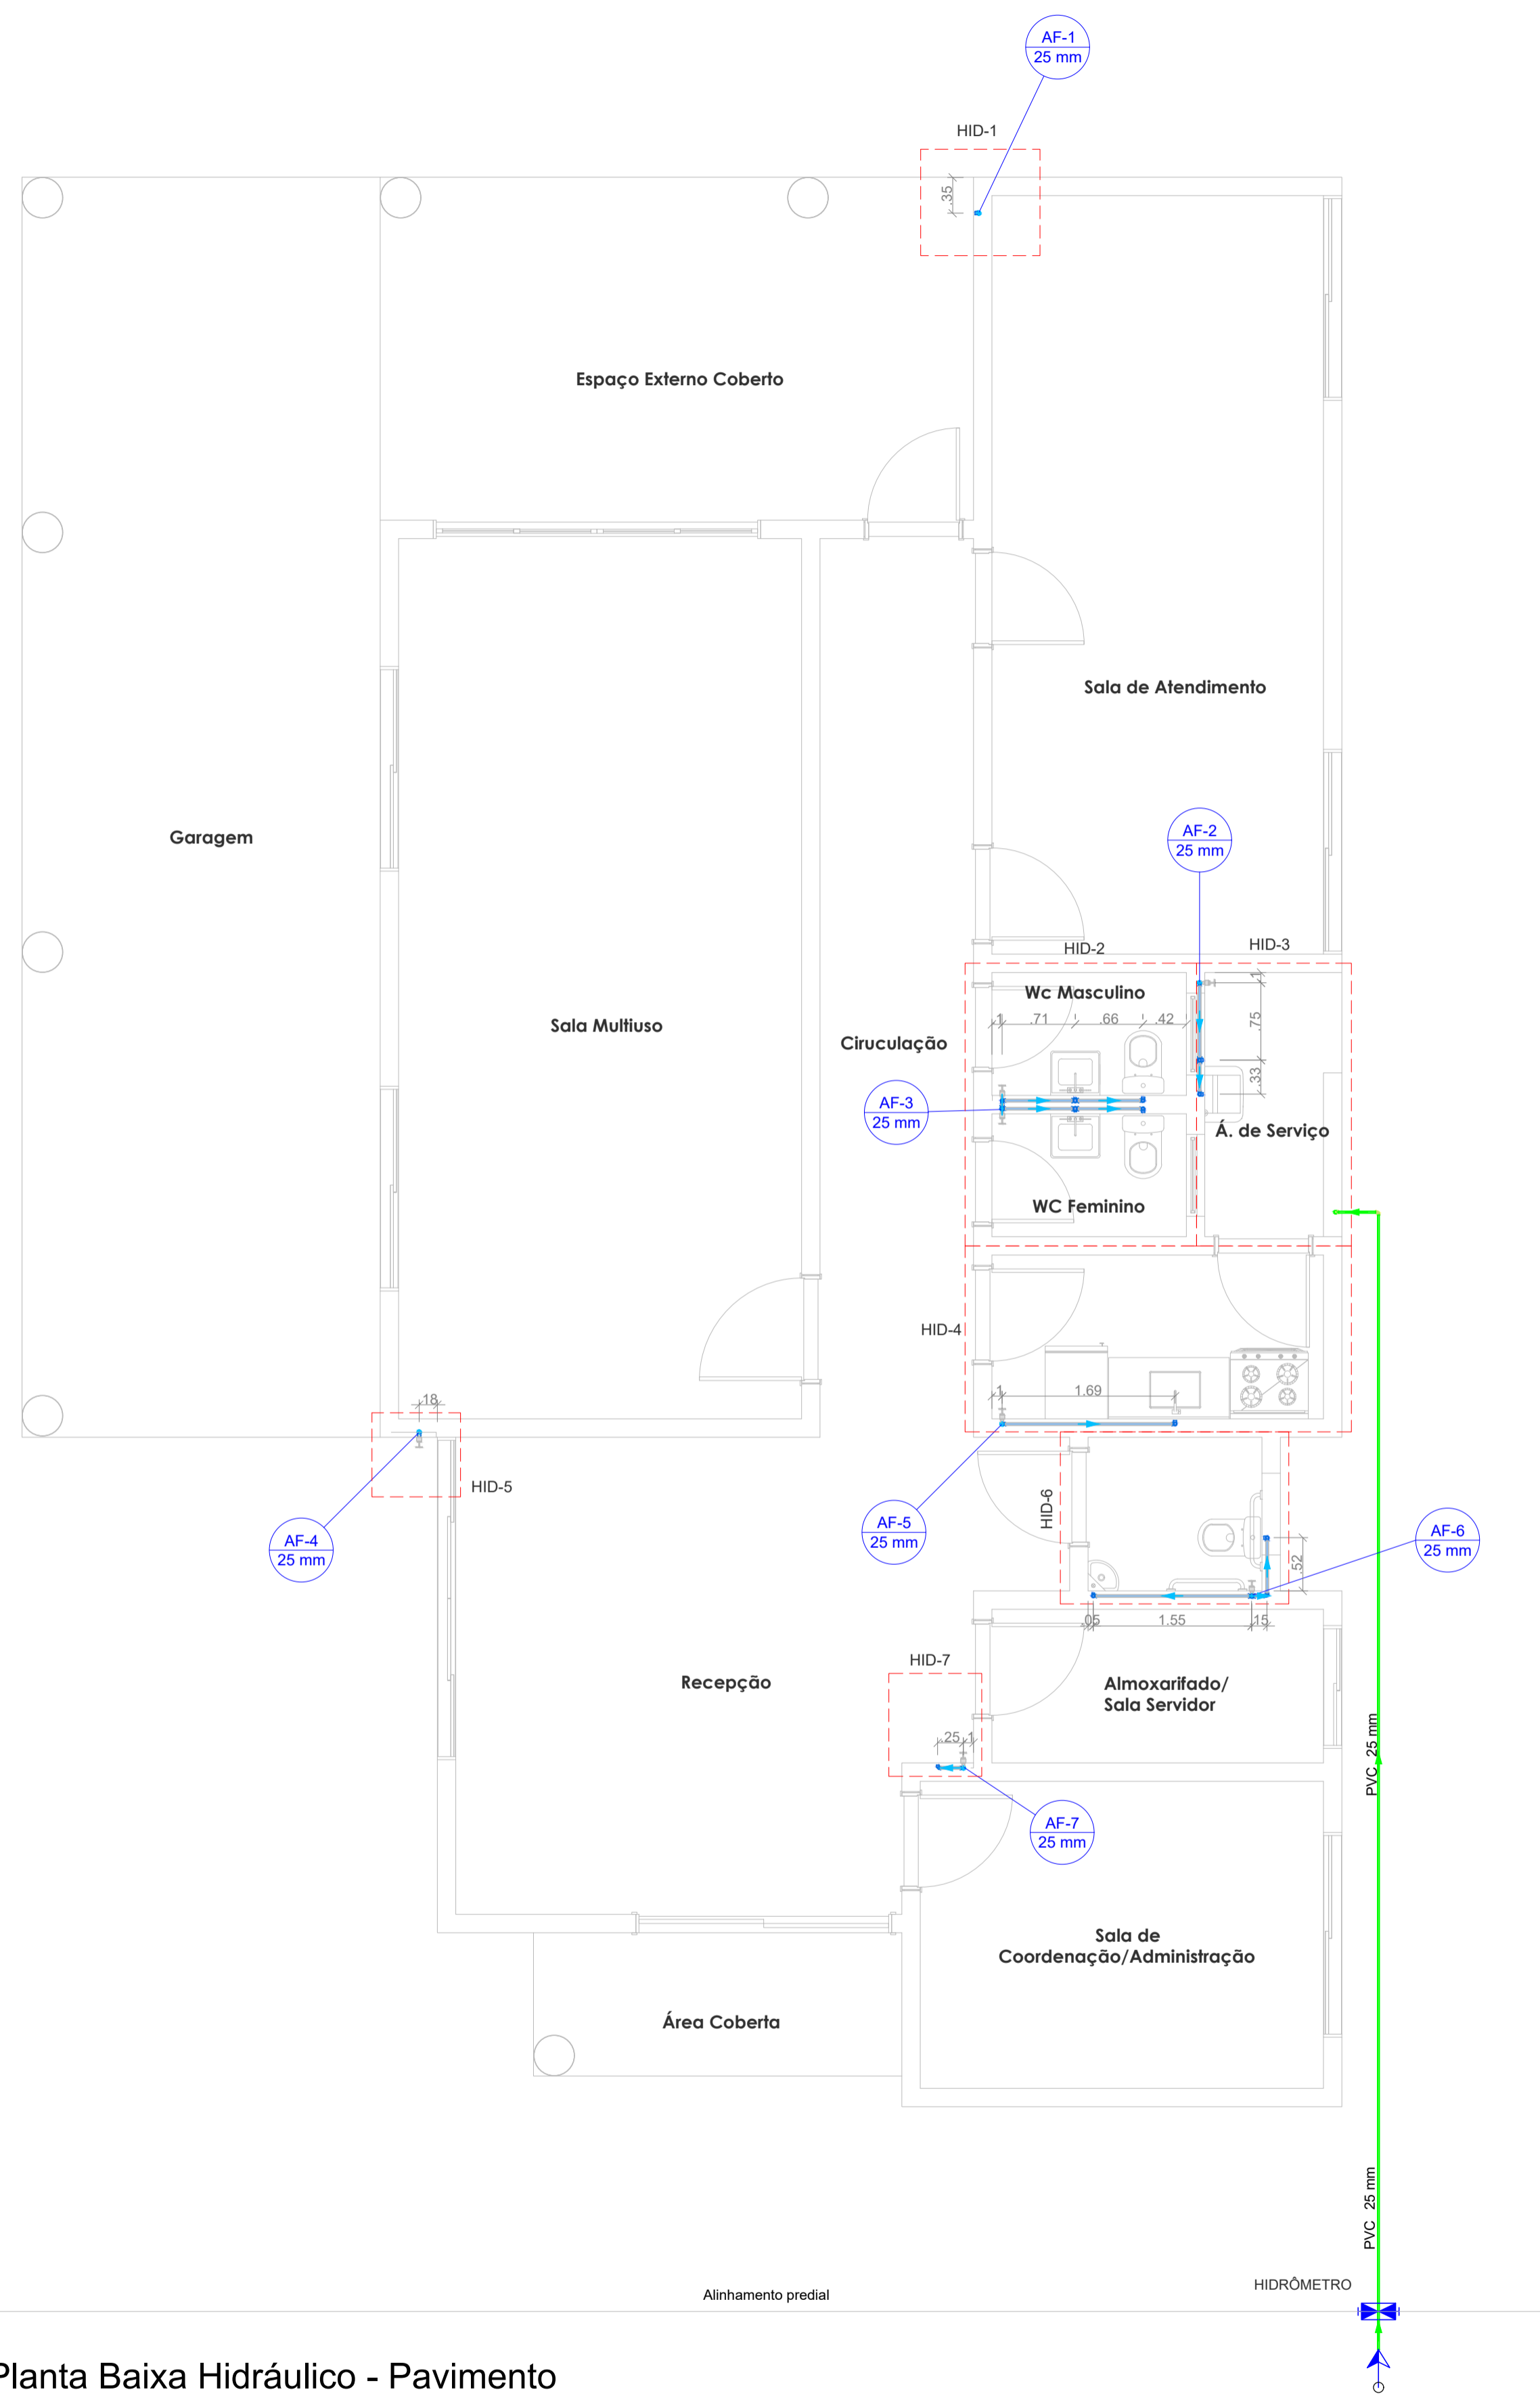 AF-1
25 mm
HID-1
.35
Espaço Externo Coberto
Sala de Atendimento
Garagem
AF-2
25 mm
HID-2
HID-3
.1
Wc Masculino
.1
.71
.66
.42
.75
Sala Multiuso
Ciruculação
.33
AF-3
25 mm
Á. de Serviço
WC Feminino
HID-4
.1
1.69
.18
HID-5
HID-6
AF-4
25 mm
AF-5
25 mm
AF-6
25 mm
.52
.05
1.55
.15
HID-7
Recepção
Almoxarifado/
Sala Servidor
.25
.1
PVC 25 mm
AF-7
25 mm
Sala de
Coordenação/Administração
Área Coberta
PVC 25 mm
HIDRÔMETRO
Alinhamento predial
Planta Baixa Hidráulico - Pavimento